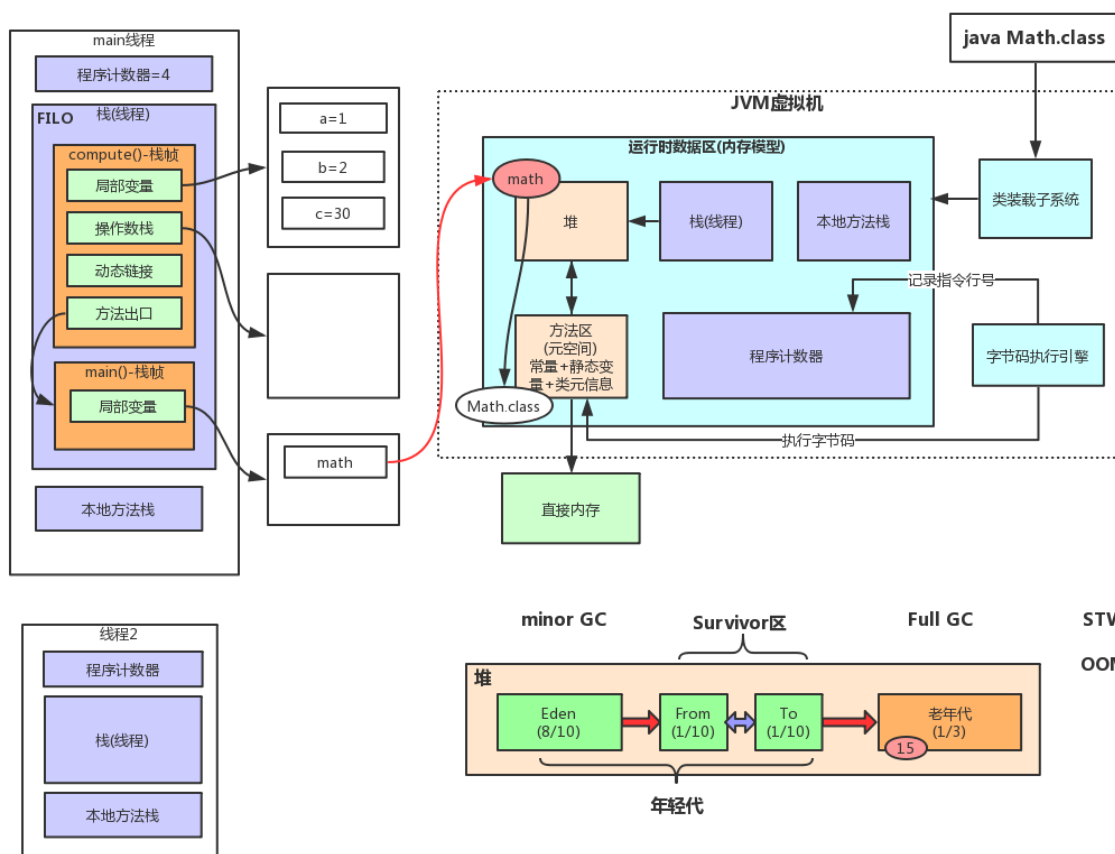 main线程
程序计数器=4
栈(线程)
FILO
compute()-栈帧
局部变量
操作数栈
动态链接
方法出口
main()-栈帧
局部变量
本地方法栈
a=1
b=2
c=30
math
java Math.class
JVM虚拟机
运行时数据区(内存模型)
math
堆
栈(线程)
本地方法栈
类装载子系统
记录指令行号
方法区
(元空间)
常量+静态变
量+类元信息
程序计数器
字节码执行引擎
Math.class
执行字节码
直接内存
线程2
程序计数器
栈(线程)
本地方法栈
minor GC
Survivor区
Full GC
STW
OOM
堆
Eden
(8/10)
From
(1/10)
To
(1/10)
老年代
(1/3)
15
年轻代